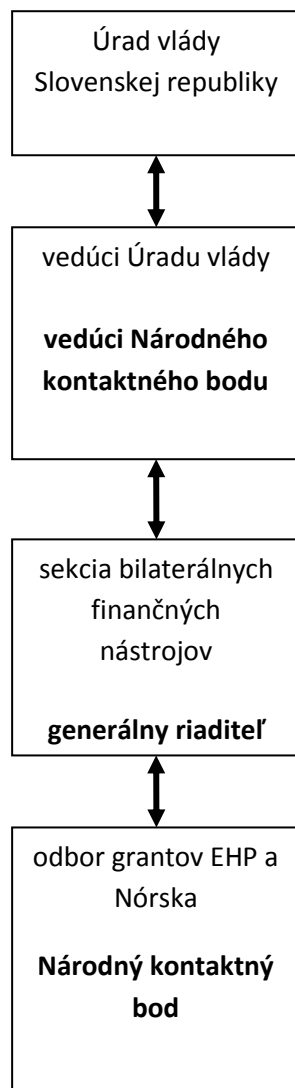 Úrad vlády
Slovenskej republiky
vedúci Úradu vlády
vedúci Národného
kontaktného bodu
sekcia bilaterálnych
finančných
nástrojov
generálny riaditeľ
odbor grantov EHP a
Nórska
Národný kontaktný
bod